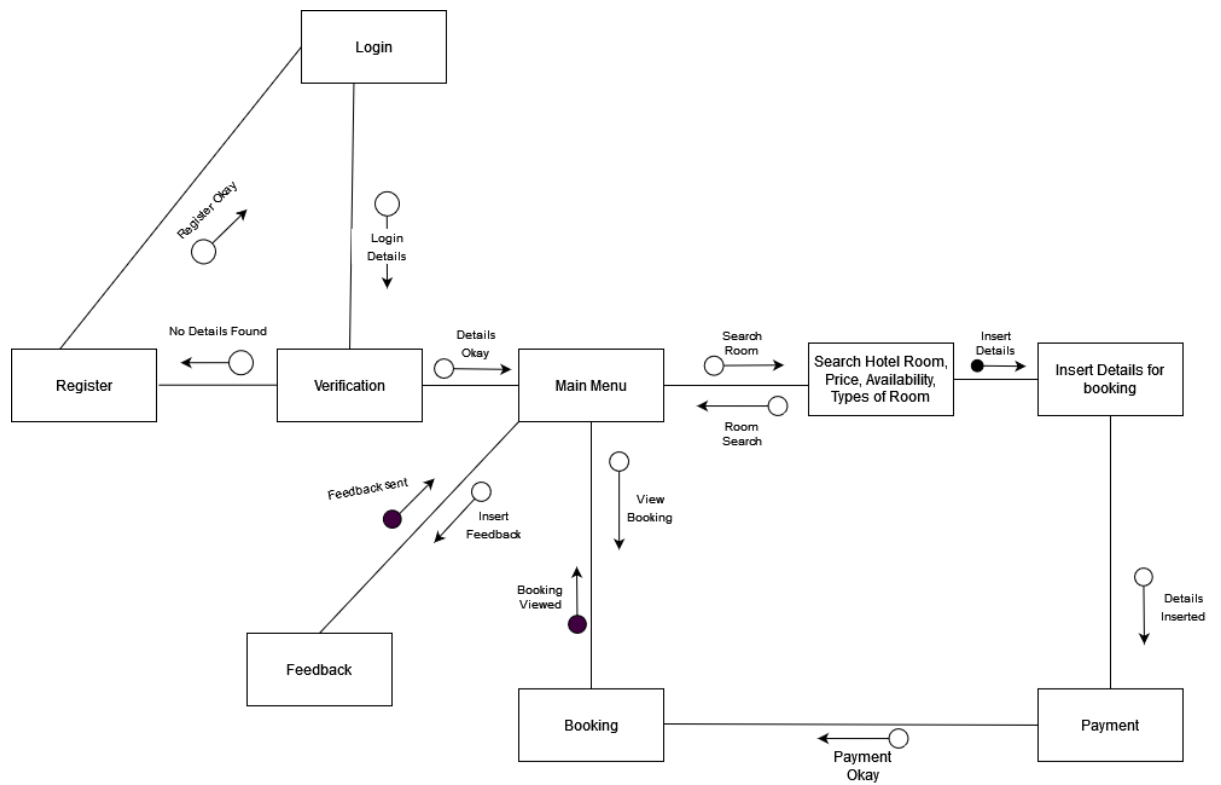 Login
Register Okay
Login
Details
No Details Found
Details
Okay
Search
Room
Insert
Details
Register
Verification
Main Menu
Search Hotel Room,
Price, Availability,
Types of Room
Insert Details for
booking
Room
Search
Feedback sent
Insert
Feedback
View
Booking
Booking
Viewed
Details
Inserted
Feedback
Booking
Payment
Payment
Okay